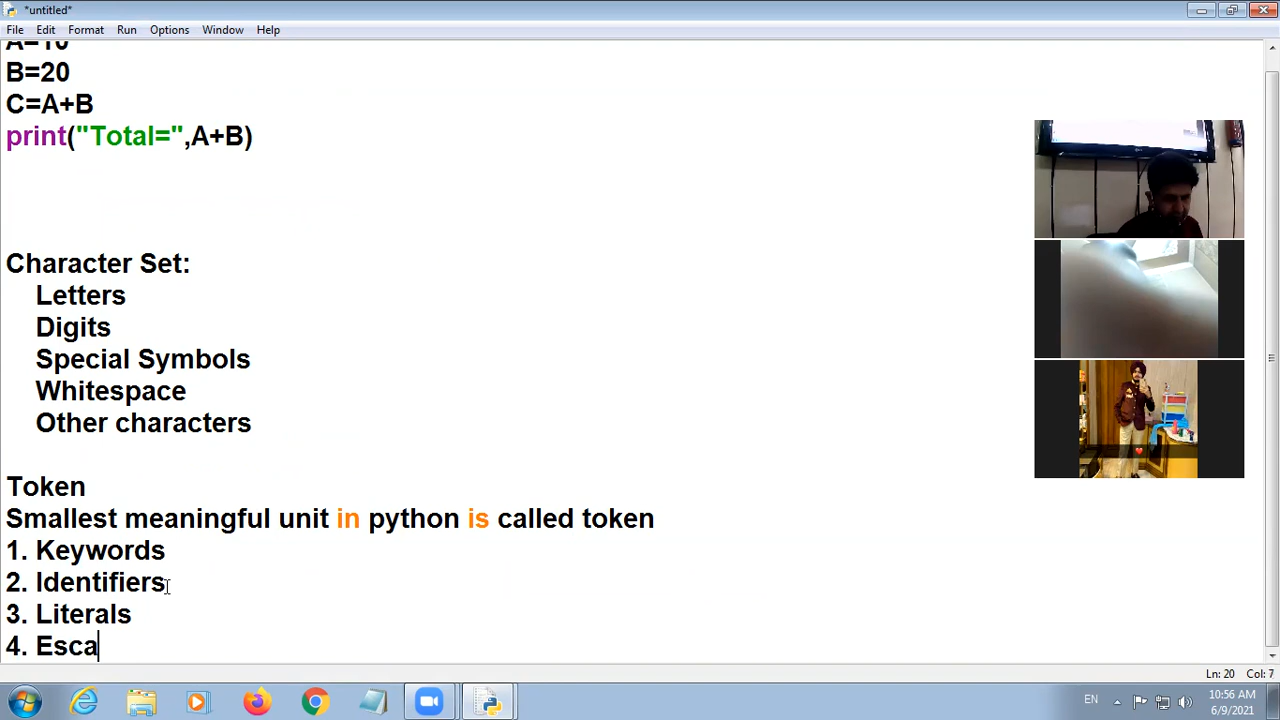 *untitled*
File Edit Format Run Options Window Help
A=10
B=20
C=A+B
print("Total=",A+B)
Character Set:
Letters
Digits
Special Symbols
Whitespace
Other characters
Token
Smallest meaningful unit in python is called token
1. Keywords
2. Identifiers
3. Literals
4. Esca
Ln: 20 Col: 7
EN
10:56 AM
6/9/2021